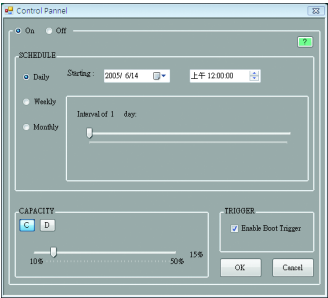 Control Pannel
On Off
?
SCHEDULE
Daily Starting : 2005/ 6/14 上午 12:00:00
Weekly
Interval of 1 day.
Monthly
CAPACITY
TRIGGER
C D
Enable Boot Trigger
15%
10% 50%
OK Cancel